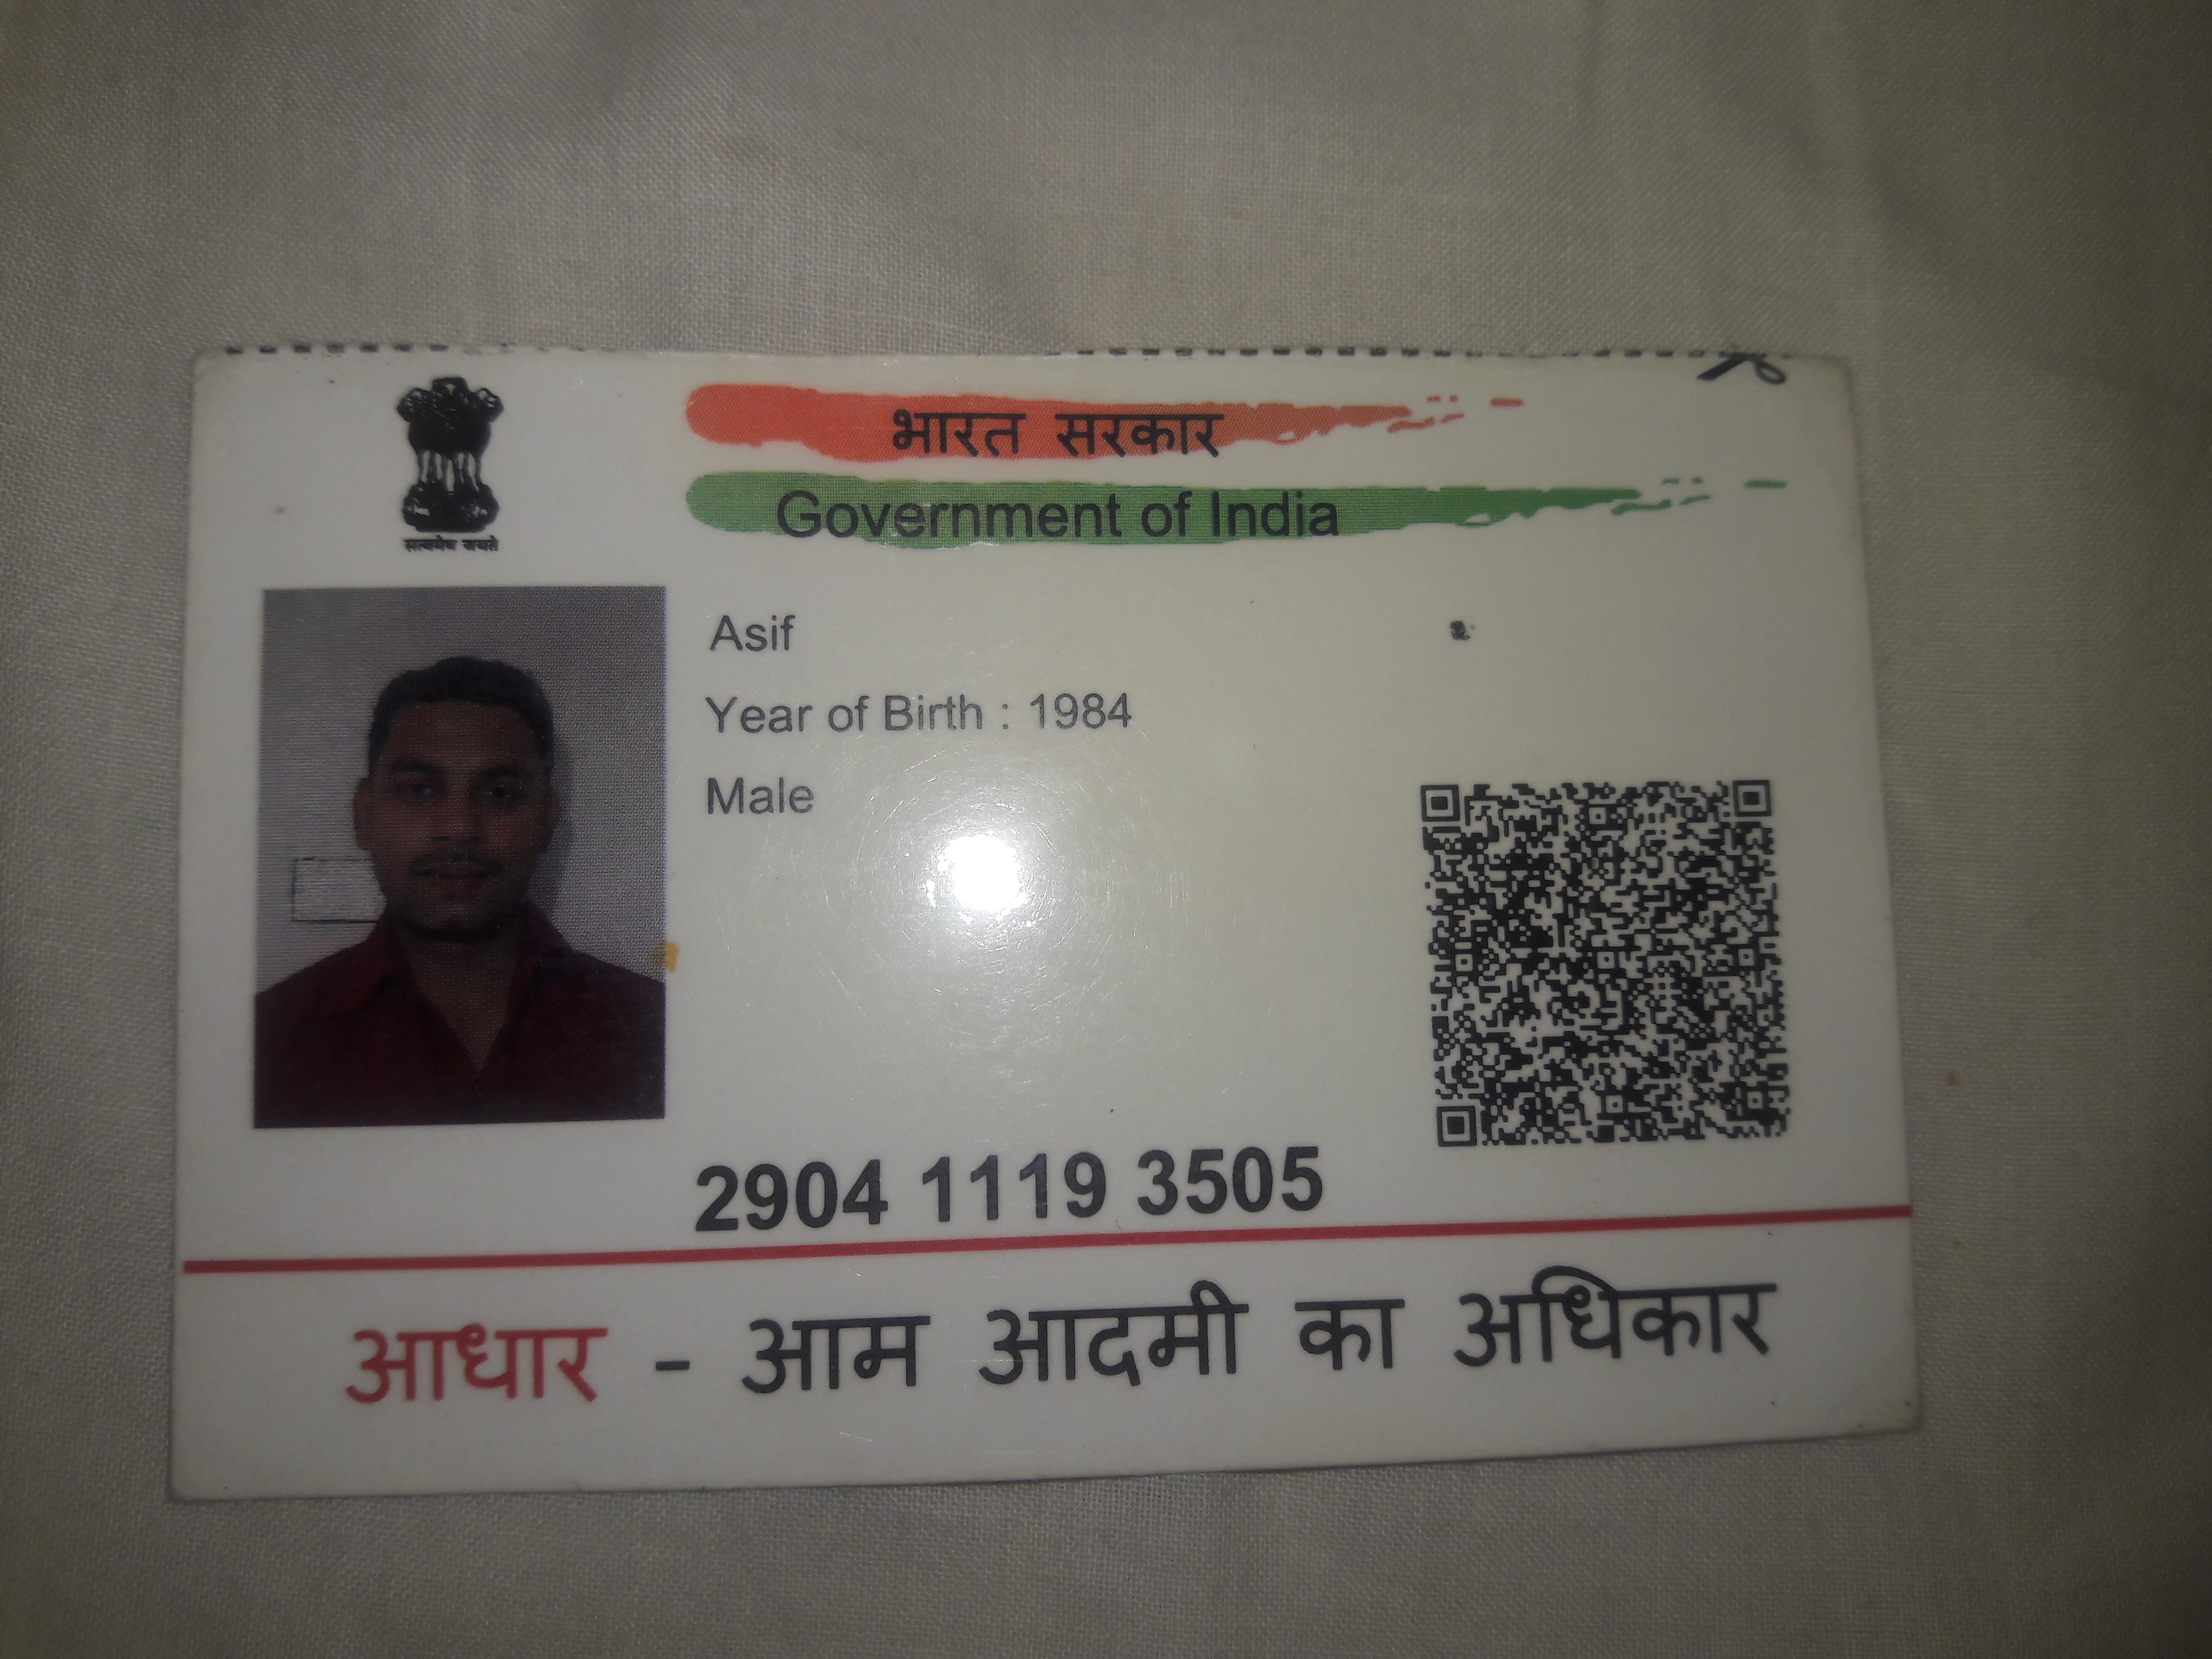 सत्यमेव जयते
भारत सरकार
Government of India
Asif
Year of Birth : 1984
Male
2904 1119 3505
आधार - आम आदमी का अधिकार